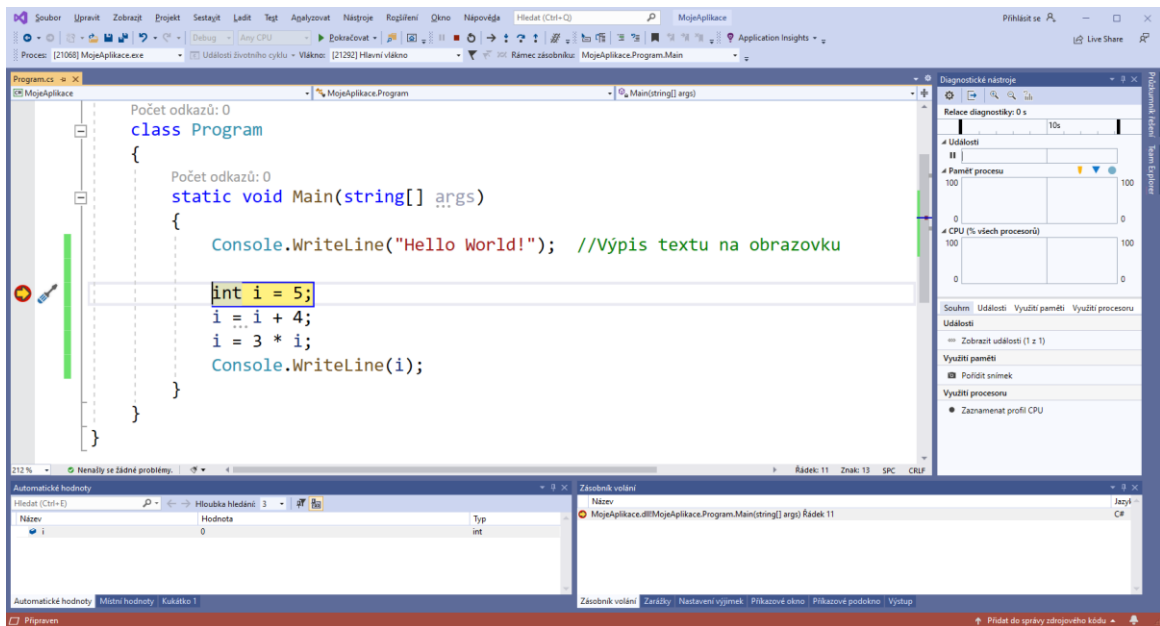 Soubor Upravit Zobrazit Projekt Sestavit Ladit Test Analyzovat Nástroje Rozšíření Okno Nápověda Hledat (Ctrl+Q) MojeAplikace Přihlásit se
Debug Any CPU Pokračovat Application Insights Live Share
Proces: [21068] MojeAplikace.exe Události životního cyklu Vlákno: [21292] Hlavní vlákno Rámec zásobníku: MojeAplikace.Program.Main
Program.cs
MojeAplikace MojeAplikace.Program Main(string[] args)
Počet odkazů: 0
class Program
{
Počet odkazů: 0
static void Main(string[] args)
{
Console.WriteLine("Hello World!"); //Výpis textu na obrazovku
int i = 5;
i = i + 4;
i = 3 * i;
Console.WriteLine(i);
}
}
}
212 % Nenašly se žádné problémy. Řádek: 11 Znak: 13 SPC CRLF
Diagnostické nástroje
Relace diagnostiky: 0 s
10s
Události
Paměť procesu
100 100
0 0
CPU (% všech procesorů)
100 100
0 0
Souhrn Události Využití paměti Využití procesoru
Události
Zobrazit události (1 z 1)
Využití paměti
Pořídit snímek
Využití procesoru
Zaznamenat profil CPU
Průzkumník řešení Team Explorer
Automatické hodnoty
Hledat (Ctrl+E) Hloubka hledání: 3
Název Hodnota Typ
i 0 int
Automatické hodnoty Místní hodnoty Kukátko 1
Zásobník volání
Název Jazyk
MojeAplikace.dll!MojeAplikace.Program.Main(string[] args) Řádek 11 C#
Zásobník volání Zarážky Nastavení výjimek Příkazové okno Příkazové podokno Výstup
Připraven Přidat do správy zdrojového kódu